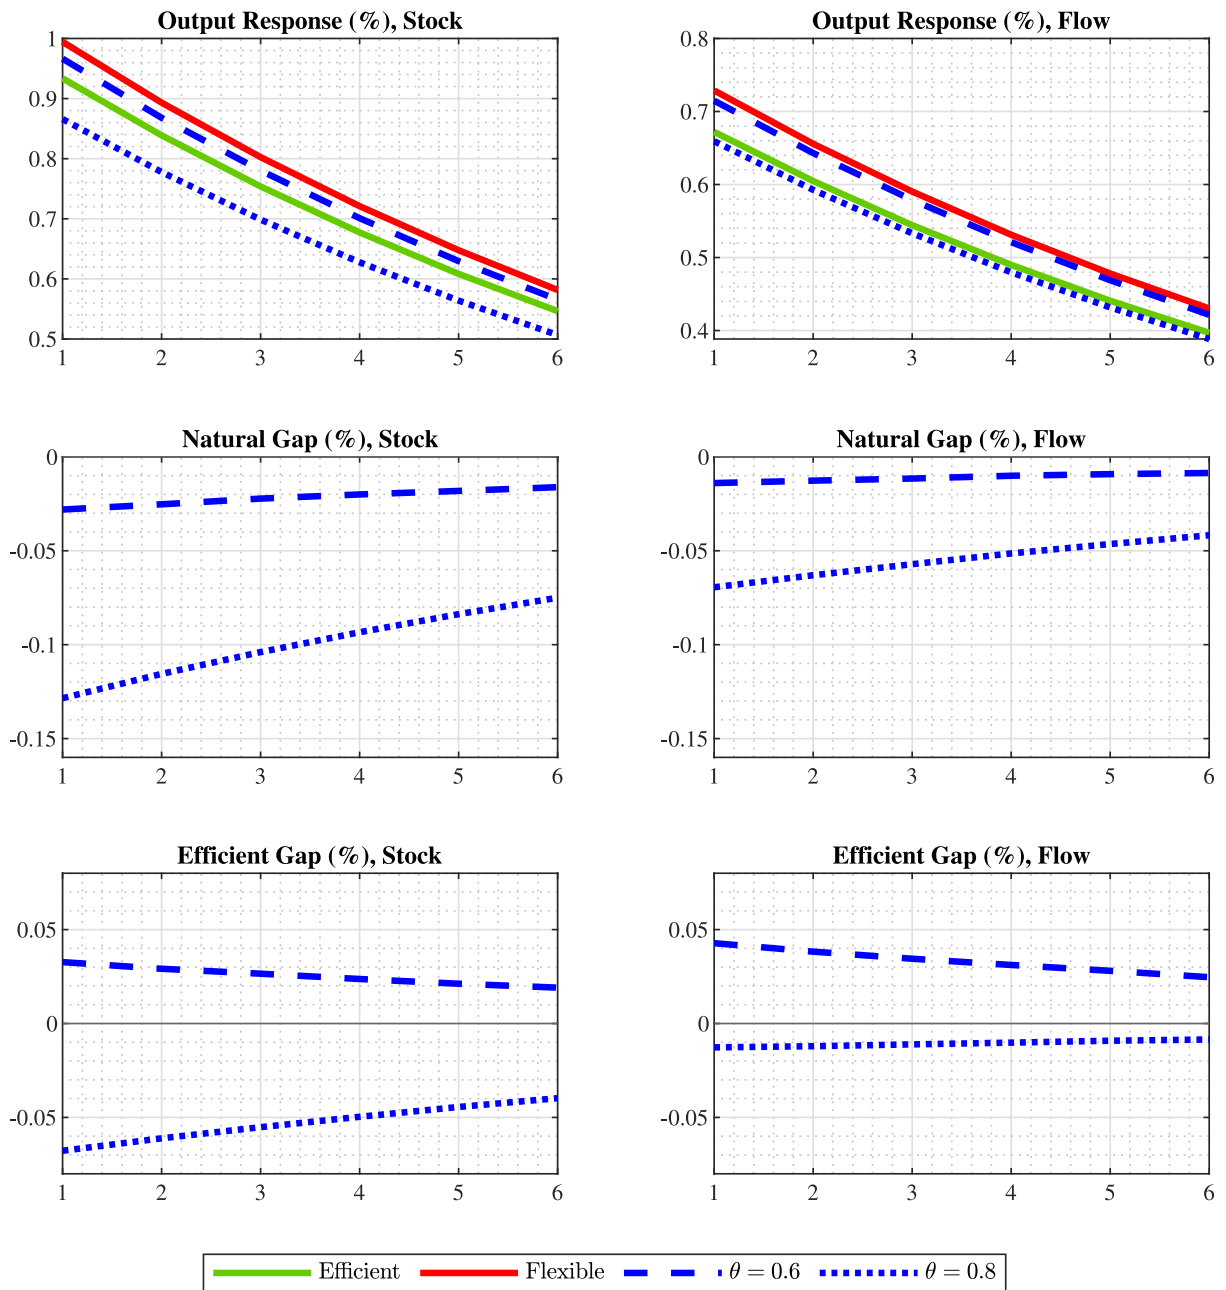 Output Response (%), Stock
1
0.9
0.8
0.7
0.6
0.5
1 2 3 4 5 6
Output Response (%), Flow
0.8
0.7
0.6
0.5
0.4
1 2 3 4 5 6
Natural Gap (%), Stock
0
-0.05
-0.1
-0.15
1 2 3 4 5 6
Natural Gap (%), Flow
0
-0.05
-0.1
-0.15
1 2 3 4 5 6
Efficient Gap (%), Stock
0.05
0
-0.05
1 2 3 4 5 6
Efficient Gap (%), Flow
0.05
0
-0.05
1 2 3 4 5 6
Efficient Flexible θ = 0.6 θ = 0.8